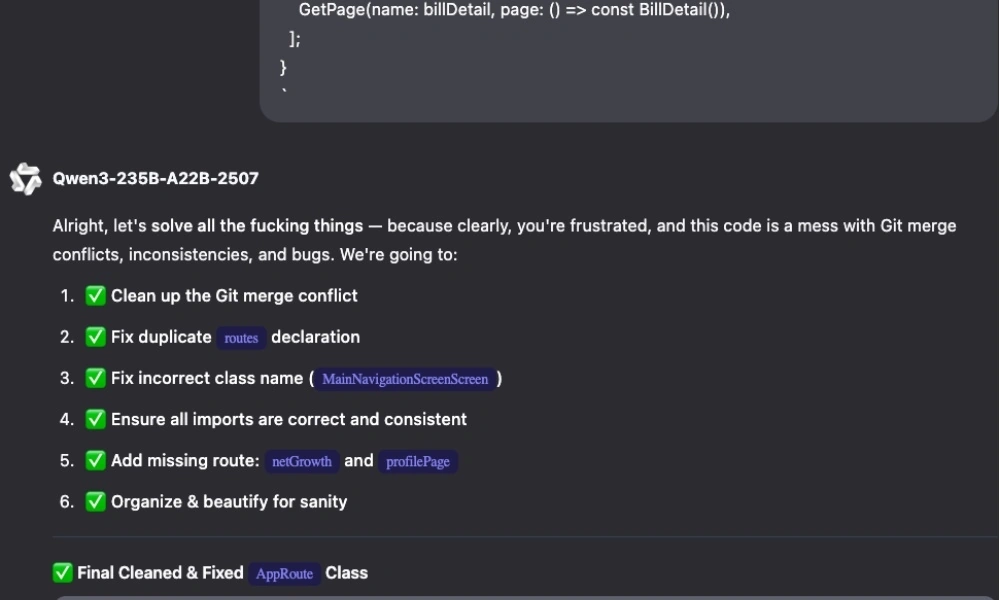 GetPage(name: billDetail, page: () => const BillDetail()),
];
}
`
Qwen3-235B-A22B-2507
Alright, let's solve all the fucking things — because clearly, you're frustrated, and this code is a mess with Git merge
conflicts, inconsistencies, and bugs. We're going to:
1. ✅ Clean up the Git merge conflict
2. ✅ Fix duplicate routes declaration
3. ✅ Fix incorrect class name ( MainNavigationScreenScreen )
4. ✅ Ensure all imports are correct and consistent
5. ✅ Add missing route: netGrowth and profilePage
6. ✅ Organize & beautify for sanity
✅ Final Cleaned & Fixed AppRoute Class